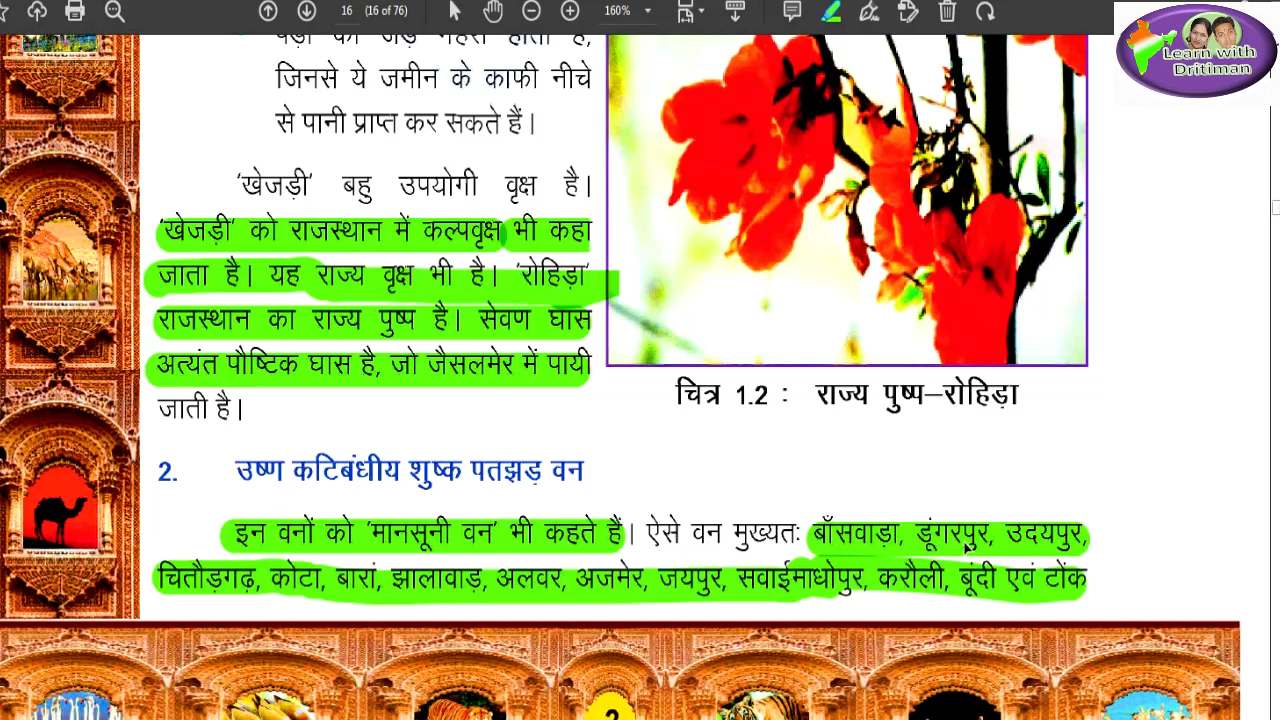 16
(16 of 76)
160%
Learn with
Dritiman
जिनसे ये जमीन के काफी नीचे
से पानी प्राप्त कर सकते हैं।
'खेजड़ी' बहु उपयोगी वृक्ष है।
'खेजड़ी' को राजस्थान में कल्पवृक्ष भी कहा
जाता है। यह राज्य वृक्ष भी है। 'रोहिड़ा'
राजस्थान का राज्य पुष्प है। सेवण घास
अत्यंत पौष्टिक घास है, जो जैसलमेर में पायी
जाती है।
चित्र 1.2 : राज्य पुष्प–रोहिड़ा
2. उष्ण कटिबंधीय शुष्क पतझड़ वन
इन वनों को 'मानसूनी वन' भी कहते हैं। ऐसे वन मुख्यतः बाँसवाड़ा, डूंगरपुर, उदयपुर,
चितौड़गढ़, कोटा, बारां, झालावाड़, अलवर, अजमेर, जयपुर, सवाईमाधोपुर, करौली, बूंदी एवं टोंक